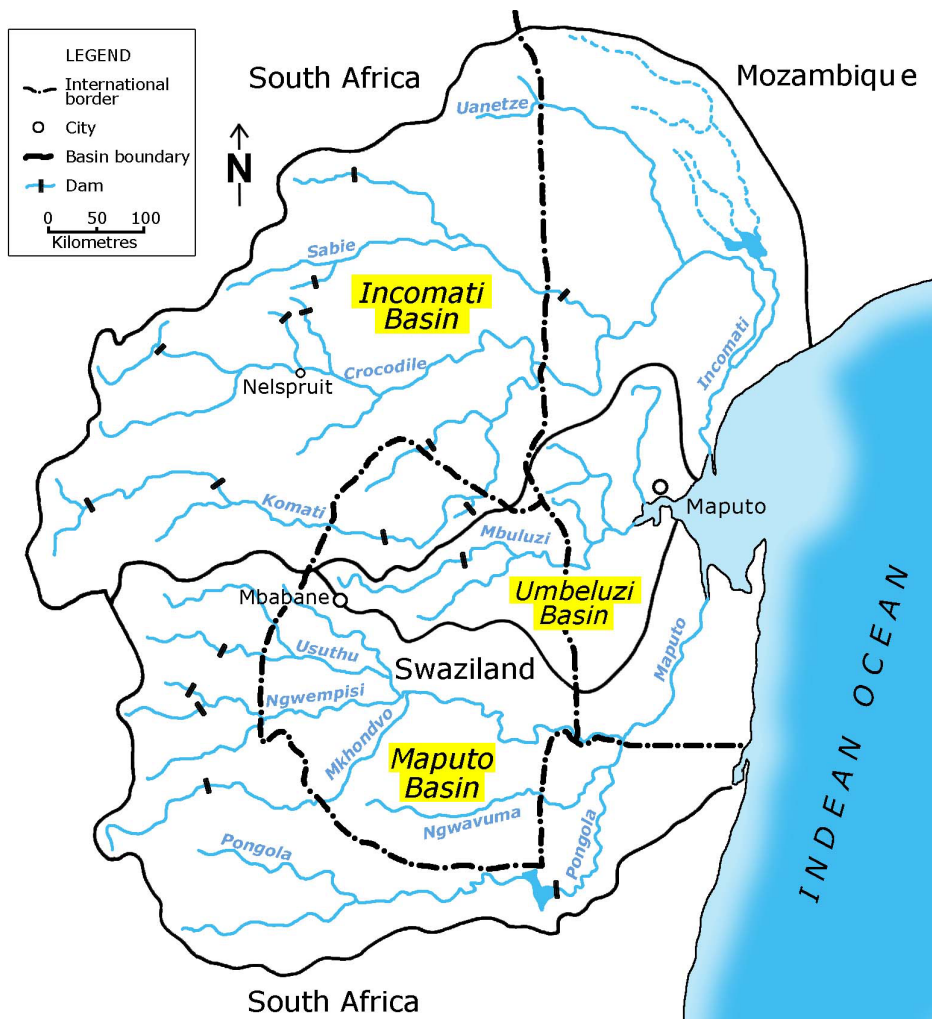 LEGEND
International
border
City
Basin boundary
Dam
0 50 100
Kilometres
South Africa
Mozambique
N
Uanetze
Sabie
Incomati
Basin
Incomati
Crocodile
Nelspruit
Komati
Mbuluzi
Maputo
Mbabane
Umbeluzi
Basin
Usuthu
Swaziland
Maputo
Ngwempisi
Mkhondvo
Maputo
Basin
Ngwavuma
Pongola
Pongola
INDEAN OCEAN
South Africa